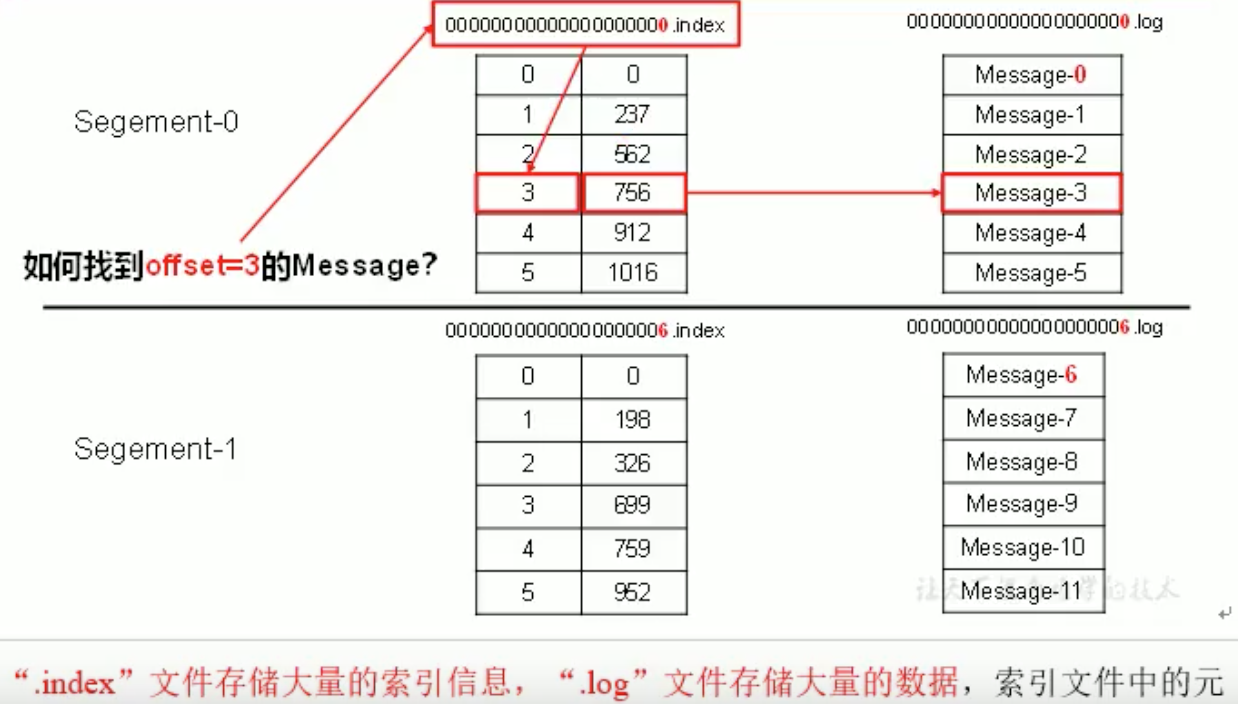 00000000000000000000.index 00000000000000000000.log
Segement-0
0 0 Message-0
1 237 Message-1
2 562 Message-2
3 756 Message-3
4 912 Message-4
5 1016 Message-5
如何找到offset=3的Message?
00000000000000000006.index 00000000000000000006.log
Segement-1
0 0 Message-6
1 198 Message-7
2 326 Message-8
3 699 Message-9
4 759 Message-10
5 952 Message-11
“.index”文件存储大量的索引信息，“.log”文件存储大量的数据，索引文件中的元